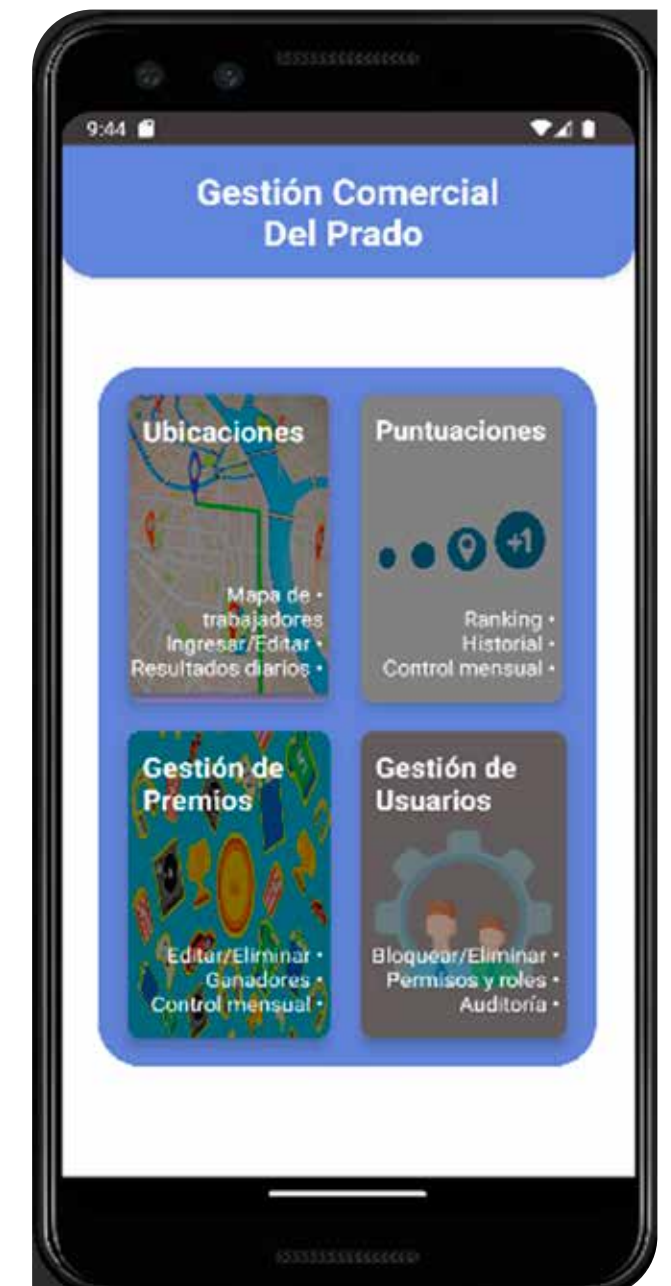 9:44
Gestión Comercial
Del Prado
Ubicaciones
Mapa de •
trabajadores
Ingresar/Editar •
Resultados diarios •
Puntuaciones
+1
Ranking •
Historial •
Control mensual •
Gestión de
Premios
Editar/Eliminar •
Ganadores •
Control mensual •
Gestión de
Usuarios
Bloquear/Eliminar •
Permisos y roles •
Auditoría •